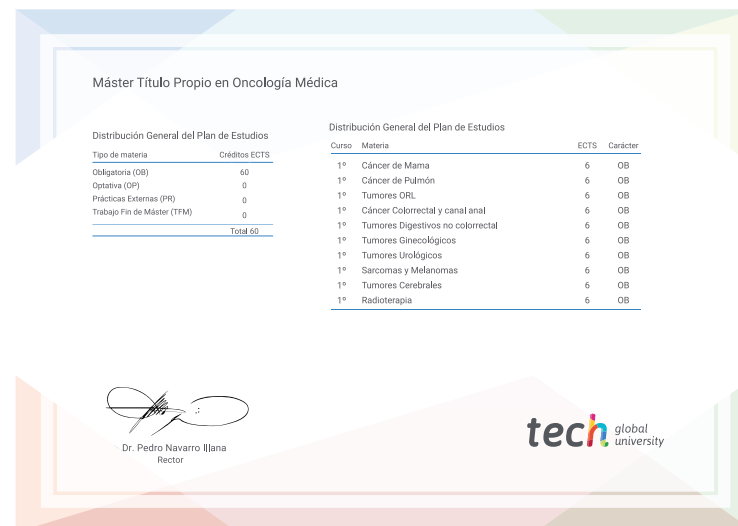 Máster Título Propio en Oncología Médica
Distribución General del Plan de Estudios
Tipo de materia Créditos ECTS
Obligatoria (OB) 60
Optativa (OP) 0
Prácticas Externas (PR) 0
Trabajo Fin de Máster (TFM) 0
Total 60
Distribución General del Plan de Estudios
Curso Materia ECTS Carácter
1º Cáncer de Mama 6 OB
1º Cáncer de Pulmón 6 OB
1º Tumores ORL 6 OB
1º Cáncer Colorrectal y canal anal 6 OB
1º Tumores Digestivos no colorrectal 6 OB
1º Tumores Ginecológicos 6 OB
1º Tumores Urológicos 6 OB
1º Sarcomas y Melanomas 6 OB
1º Tumores Cerebrales 6 OB
1º Radioterapia 6 OB
Dr. Pedro Navarro Illana
Rector
tech global university